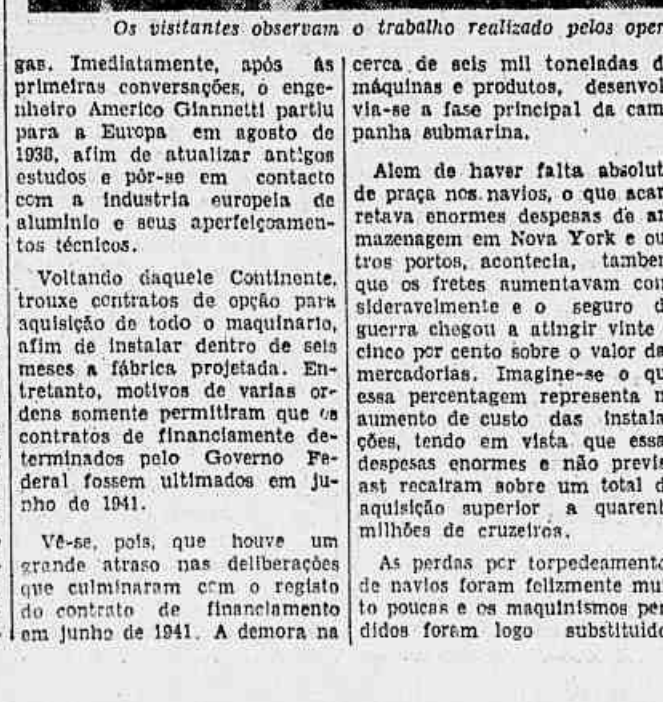 Os visitantes observam o trabalho realizado pelos oper
gas. Imediatamente, após as
primeiras conversações, o enge-
nheiro Americo Giannetti partiu
para a Europa em agosto de
1938, afim de atualizar antigos
estudos e pôr-se em contacto
com a industria europeia de
aluminio e seus aperfeiçoamen-
tos técnicos.
Voltando daquele Continente,
trouxe contratos de opção para
aquisição de todo o maquinario,
afim de instalar dentro de seis
meses a fábrica projetada. En-
tretanto, motivos de varias or-
dens somente permitiram que os
contratos de financiamente de-
terminados pelo Governo Fe-
deral fossem ultimados em ju-
nho de 1941.
Vê-se, pois, que houve um
grande atraso nas deliberações
que culminaram com o registo
do contrato de financiamento
em junho de 1941. A demora na
cerca de seis mil toneladas d
máquinas e produtos, desenvol
via-se a fase principal da cam
panha submarina.
Alem de haver falta absolut
de praça nos navios, o que acar
retava enormes despesas de ar
mazenagem em Nova York e ou
tros portos, acontecia, tamber
que os fretes aumentavam con
sideravelmente e o seguro d
guerra chegou a atingir vinte
cinco por cento sobre o valor da
mercadorias. Imagine-se o qu
essa percentagem representa n
aumento de custo das instala
ções, tendo em vista que essa
despesas enormes e não previs
ast recairam sobre um total d
aquisição superior a quarent
milhões de cruzeiros.
As perdas por torpedeamento
de navios foram felizmente mui
to poucas e os maquinismos per
didos foram logo substituido